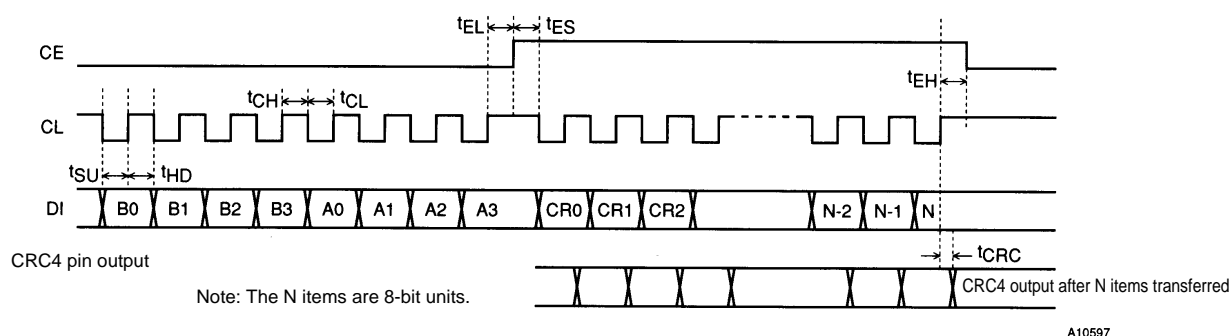 tEL tES
CE
tEH
tCH tCL
CL
tSU tHD
DI B0 B1 B2 B3 A0 A1 A2 A3 CR0 CR1 CR2 N-2 N-1 N
tCRC
CRC4 pin output
CRC4 output after N items transferred
Note: The N items are 8-bit units.
A10597